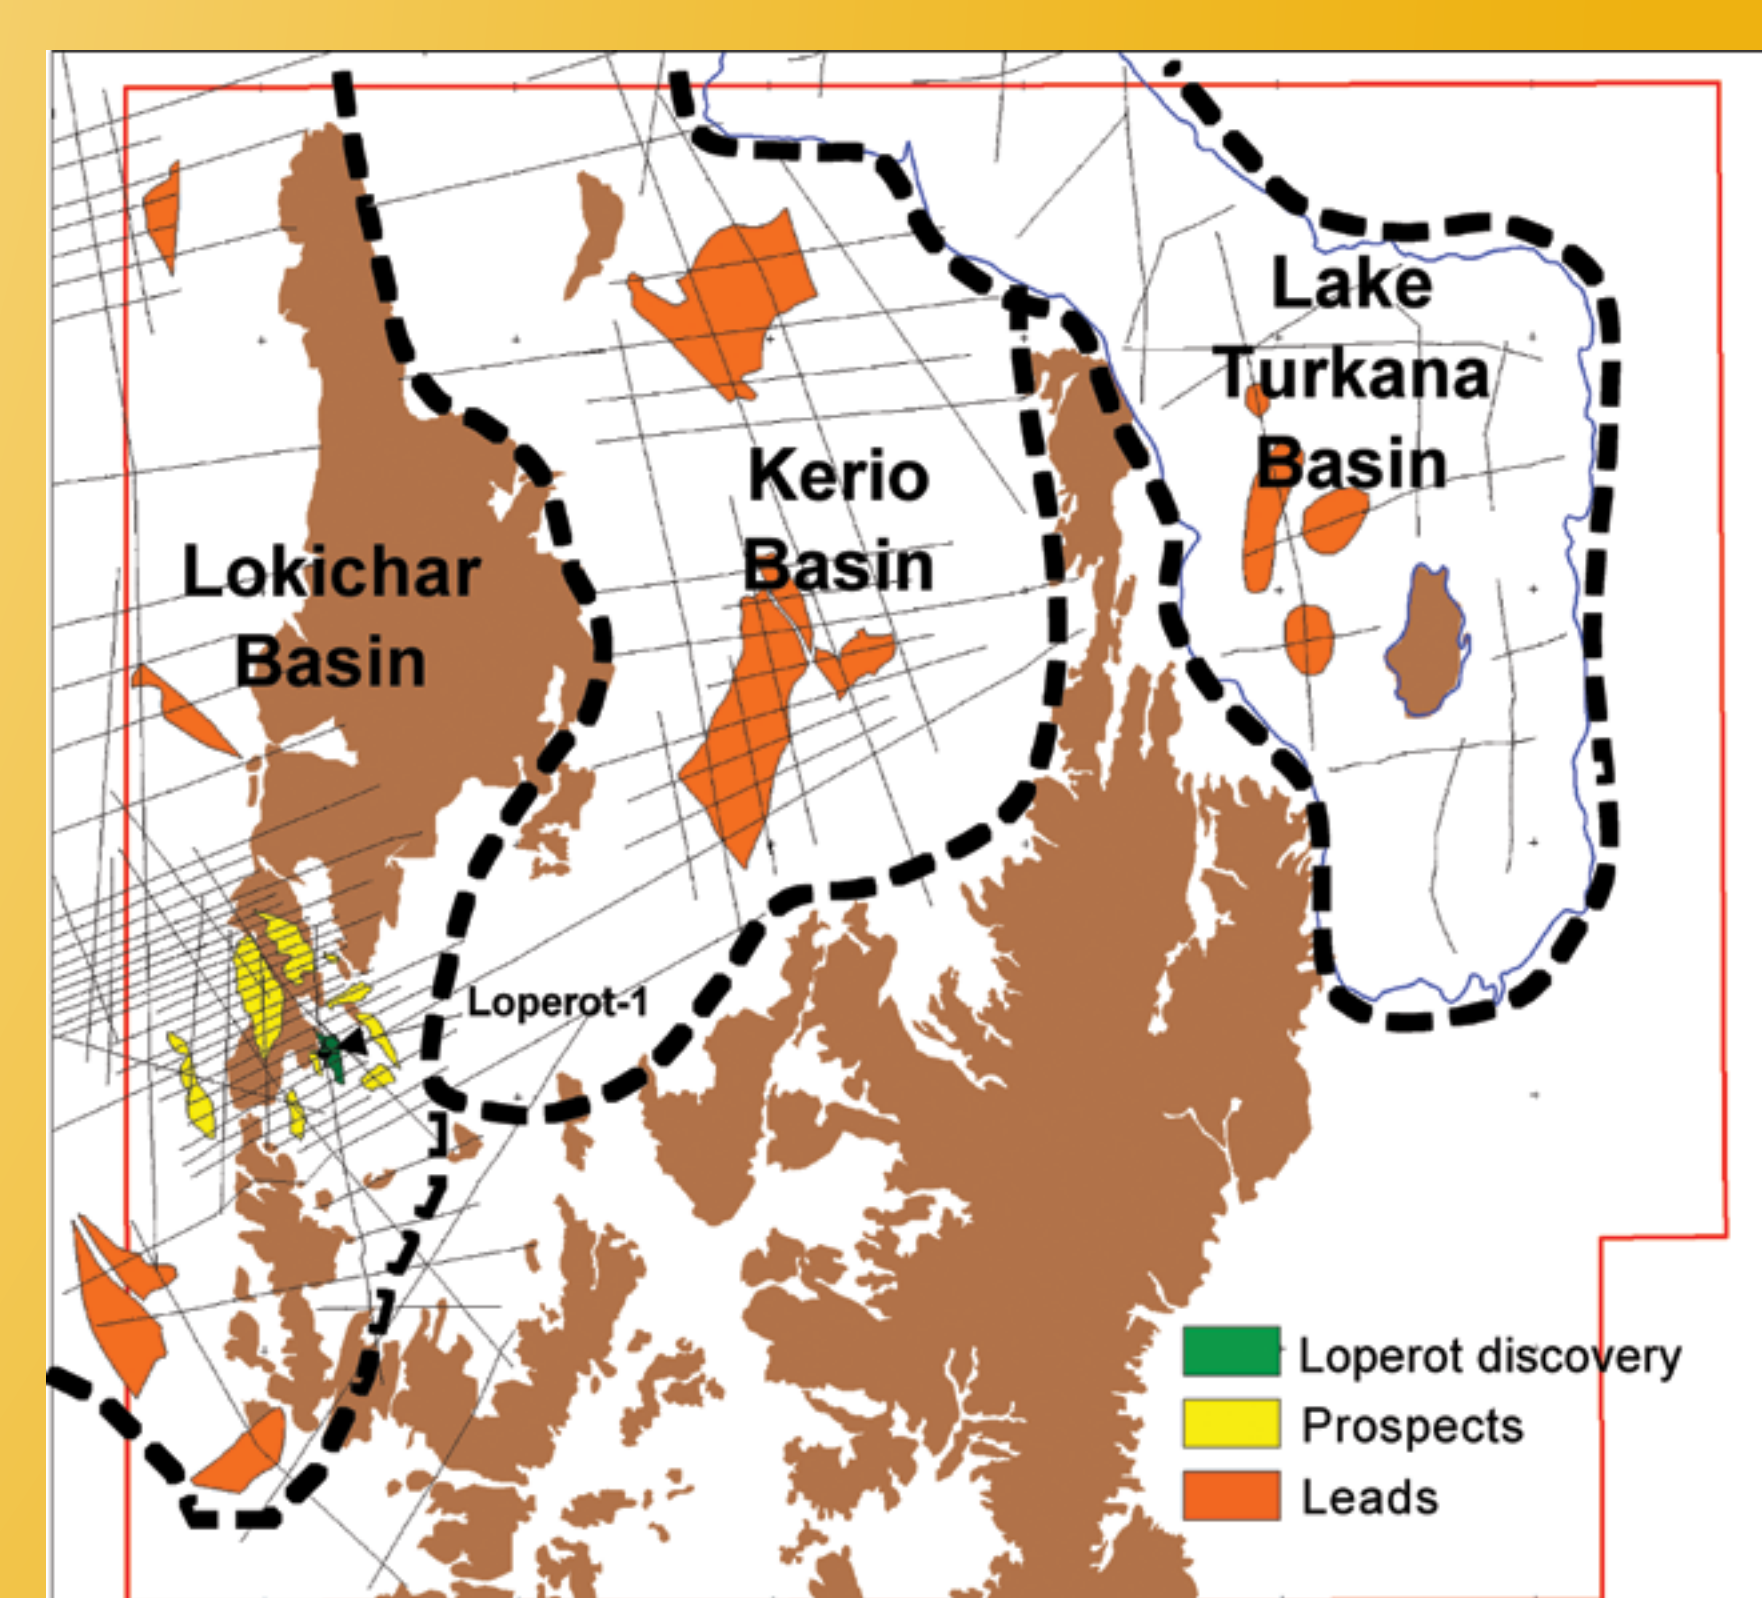 Lake
Turkana
Basin
Kerio
Basin
Lokichar
Basin
Loperot-1
Loperot discovery
Prospects
Leads